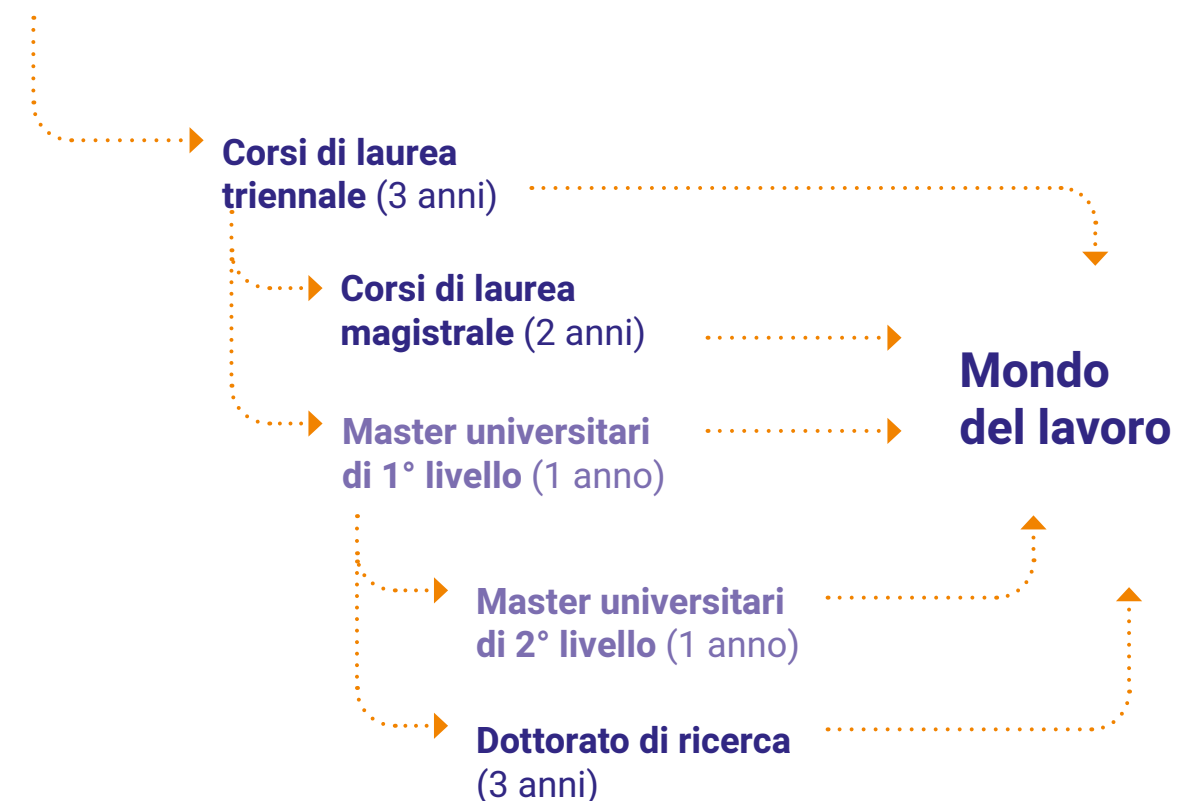 Corsi di laurea
triennale (3 anni)
Corsi di laurea
magistrale (2 anni)
Mondo
del lavoro
Master universitari
di 1° livello (1 anno)
Master universitari
di 2° livello (1 anno)
Dottorato di ricerca
(3 anni)